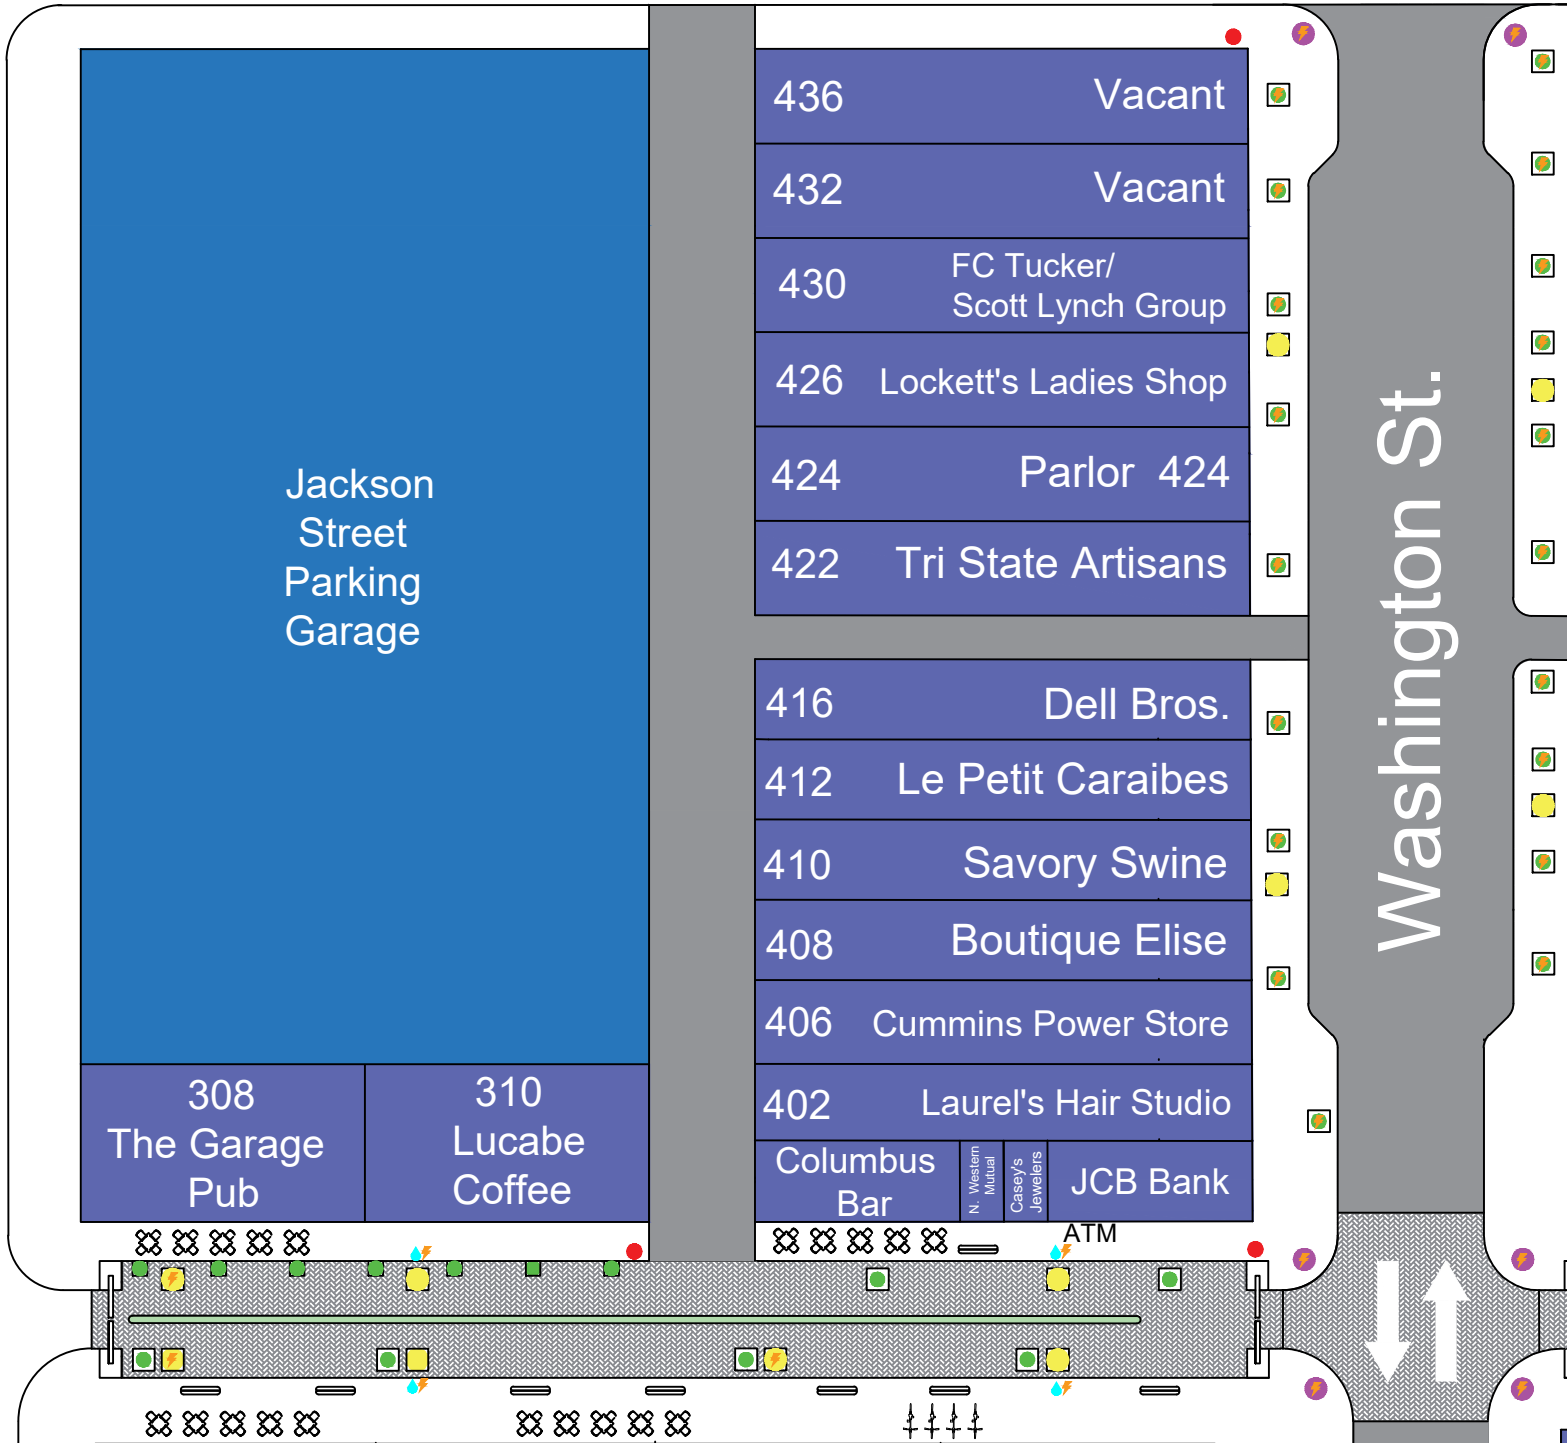 436 Vacant
432 Vacant
430 FC Tucker/
Scott Lynch Group
426 Lockett's Ladies Shop
424 Parlor 424
422 Tri State Artisans
Jackson
Street
Parking
Garage
Washington St.
416 Dell Bros.
412 Le Petit Caraibes
410 Savory Swine
408 Boutique Elise
406 Cummins Power Store
402 Laurel's Hair Studio
308
The Garage
Pub
310
Lucabe
Coffee
Columbus
Bar
N. Western
Mutual
Casey's
Jewelers
JCB Bank
ATM